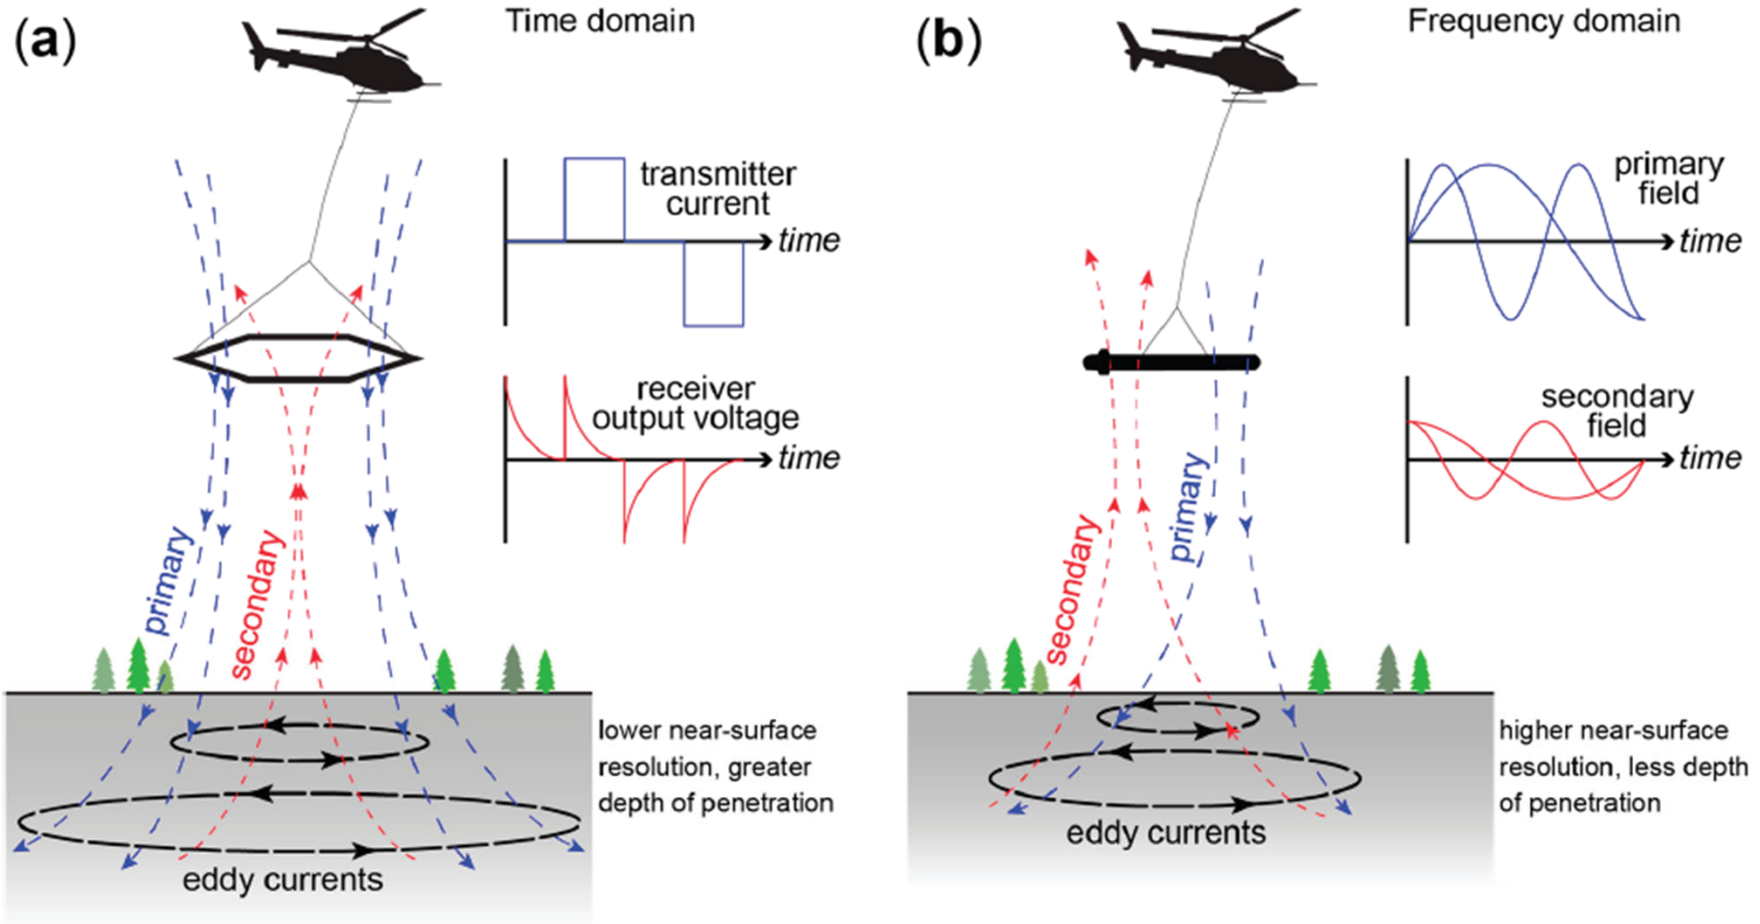 (a)
Time domain
transmitter
current
time
receiver
output voltage
time
primary
secondary
lower near-surface
resolution, greater
depth of penetration
eddy currents
(b)
Frequency domain
primary
field
time
secondary
field
time
primary
secondary
higher near-surface
resolution, less depth
of penetration
eddy currents